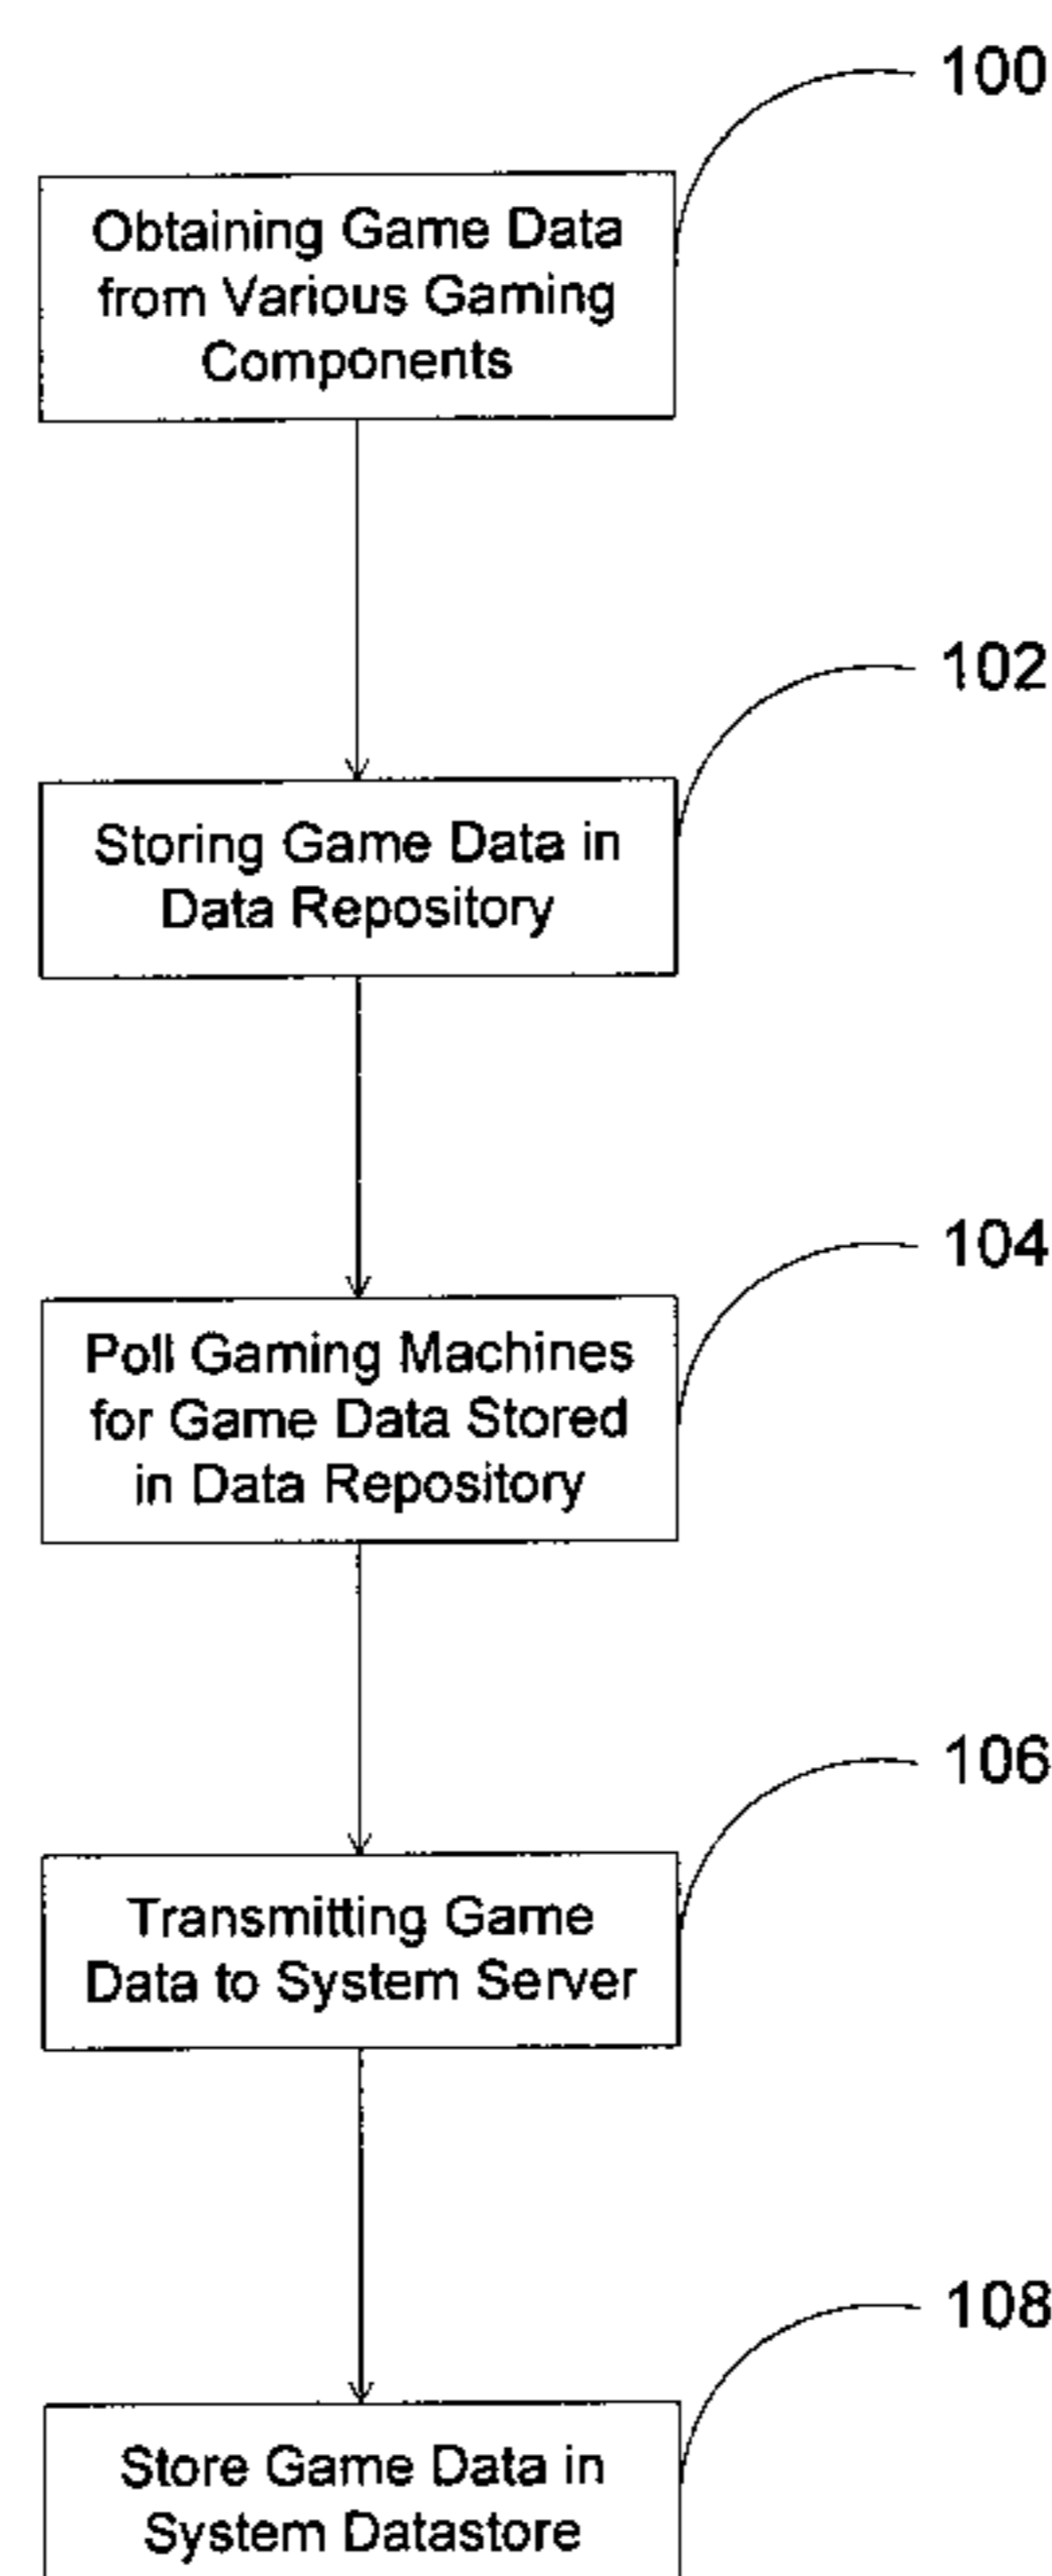 100
Obtaining Game Data
from Various Gaming
Components
102
Storing Game Data in
Data Repository
104
Poll Gaming Machines
for Game Data Stored
in Data Repository
106
Transmitting Game
Data to System Server
108
Store Game Data in
System Datastore